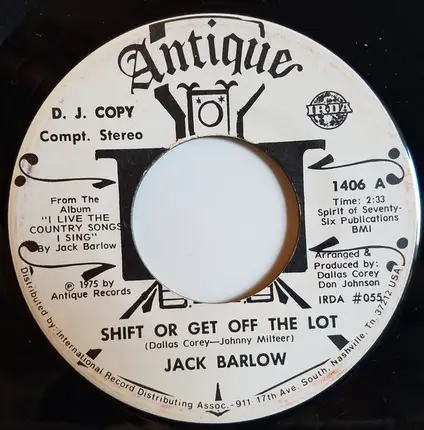 Antique
D. J. COPY
Compt. Stereo
IRDA
From The
Album
"I LIVE THE
COUNTRY SONGS
I SING"
By Jack Barlow
℗ 1975 by
Antique Records
1406 A
Time: 2:33
Spirit of Seventy-
Six Publications
BMI
Arranged &
Produced by:
Dallas Corey
Don Johnson
IRDA #055
SHIFT OR GET OFF THE LOT
(Dallas Corey—Johnny Milteer)
JACK BARLOW
Distributed by: International Record Distributing Assoc. - 911 17th Ave. South, Nashville, Tn. 37212 USA